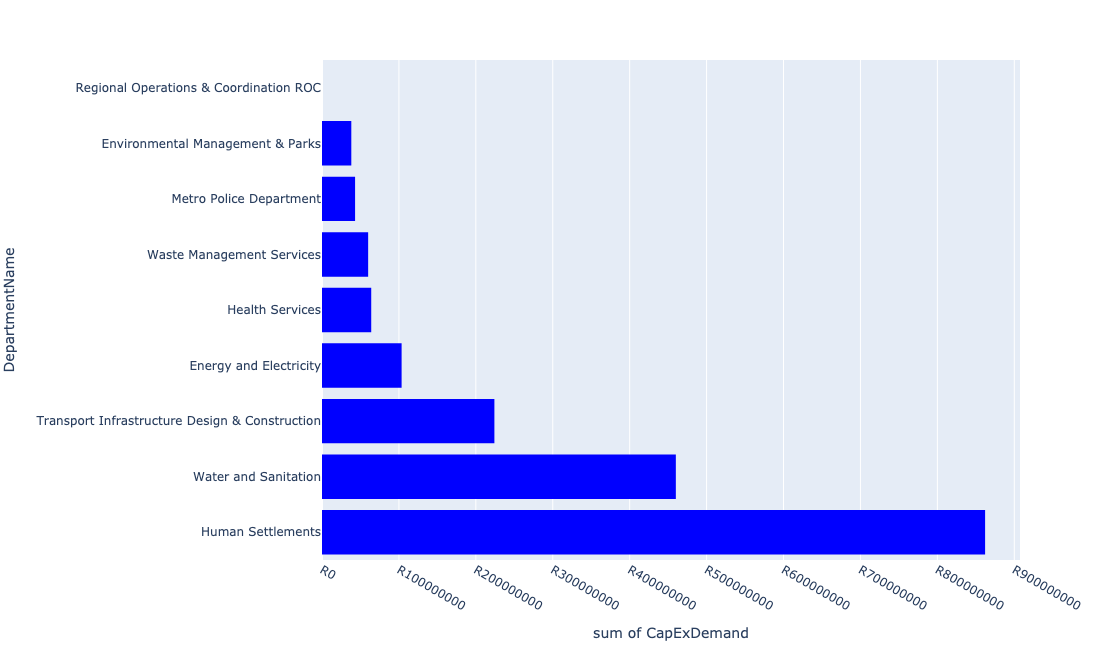 Regional Operations & Coordination ROC
Environmental Management & Parks
Metro Police Department
Waste Management Services
Health Services
Energy and Electricity
Transport Infrastructure Design & Construction
Water and Sanitation
Human Settlements
DepartmentName
R0
R100000000
R200000000
R300000000
R400000000
R500000000
R600000000
R700000000
R800000000
R900000000
sum of CapExDemand